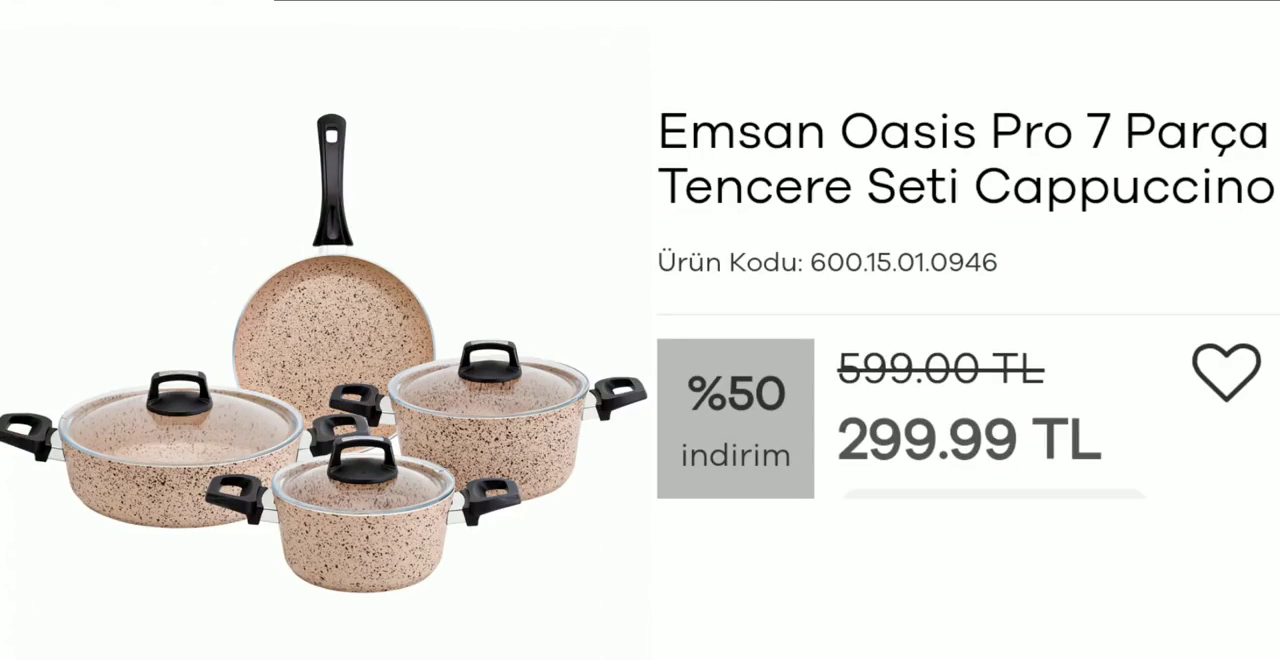 Emsan Oasis Pro 7 Parça
Tencere Seti Cappuccino
Ürün Kodu: 600.15.01.0946
%50
indirim
599.00 TL
299.99 TL